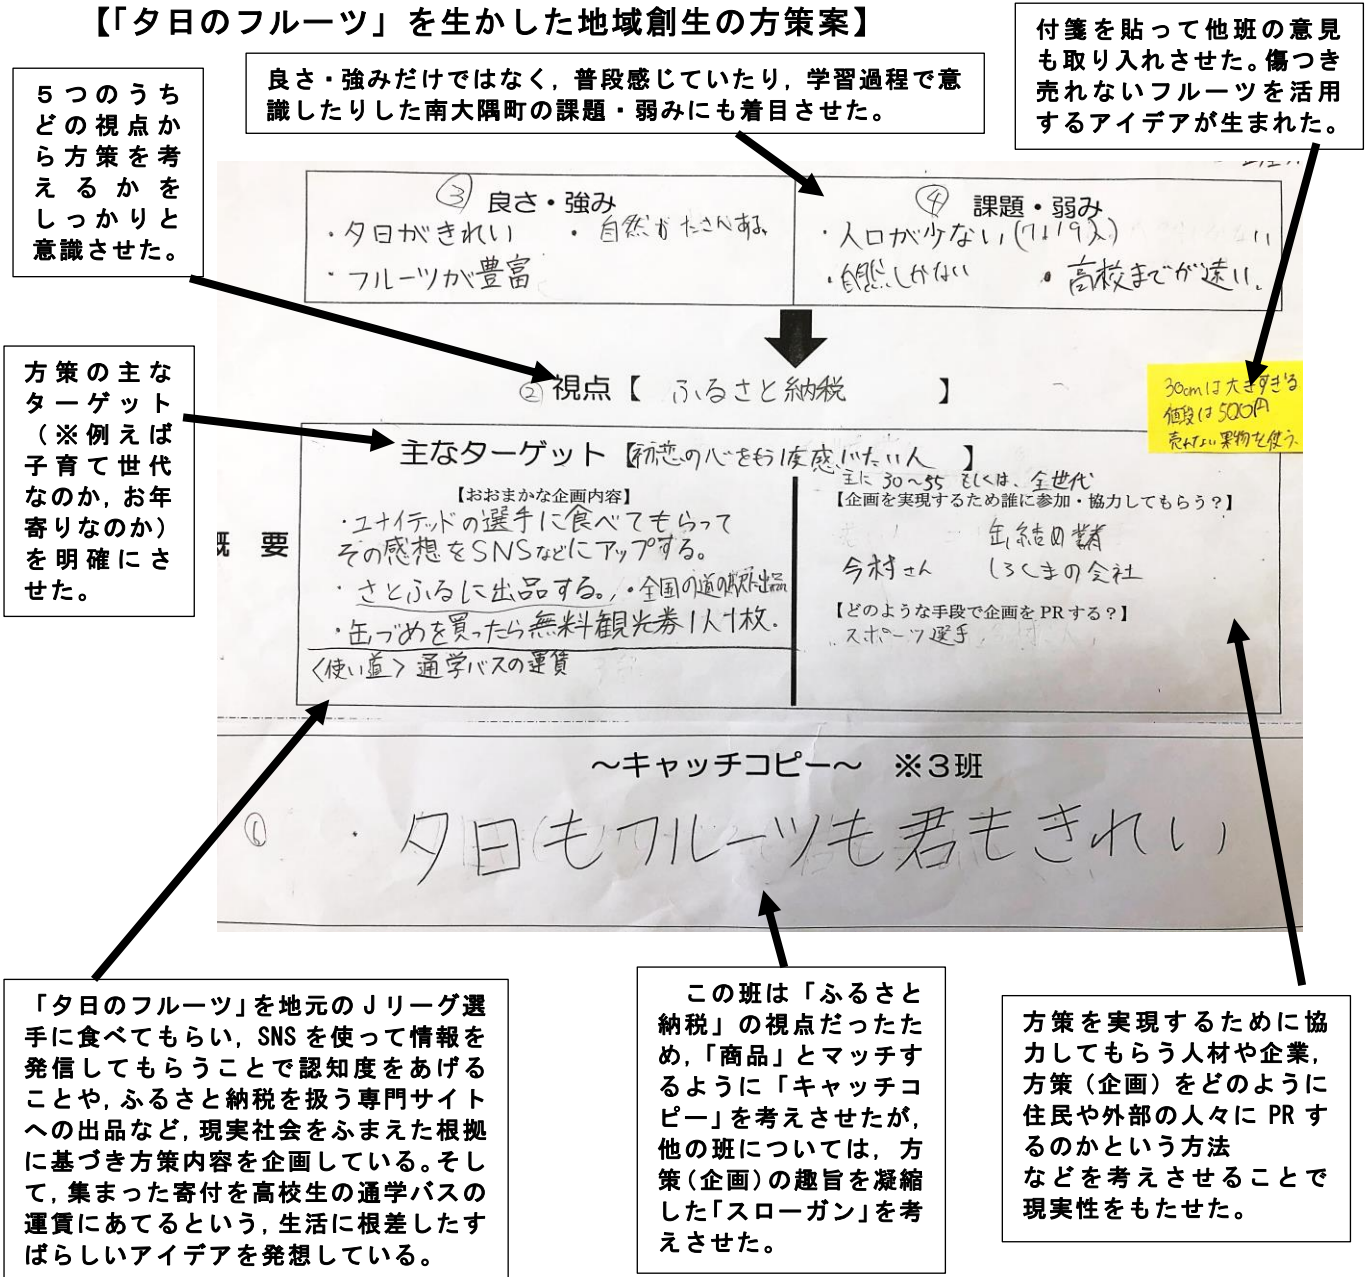 【「夕日のフルーツ」を生かした地域創生の方策案】
付箋を貼って他班の意見
も取り入れさせた。傷つき
売れないフルーツを活用
するアイデアが生まれた。
良さ・強みだけではなく，普段感じていたり，学習過程で意
識したりした南大隅町の課題・弱みにも着目させた。
５つのうち
どの視点か
ら方策を考
えるかを
しっかりと
意識させた。
③ 良さ・強み
・夕日がきれい ・自然がたくさんある。
・フルーツが豊富
④ 課題・弱み
・人口が少ない(7119人)
・自然しかない ・高校までが遠い。
方策の主な
ターゲット
（※例えば
子育て世代
なのか，お年
寄りなのか）
を明確にさ
せた。
② 視点【 ふるさと納税 】
30cmは大きすぎる
値段は500円
売れない果物を使う、
主なターゲット【初恋の心をもう1度感じたい人 】
主に30～55 もしくは、全世代
概 要
【おおまかな企画内容】
・ユナイテッドの選手に食べてもらって
その感想をSNSなどにアップする。
・さとふるに出品する。・全国の道の駅に出品
・缶づめを買ったら無料観光券1人1枚．
〈使い道〉通学バスの運賃
【企画を実現するため誰に参加・協力してもらう？】
缶結め業者
今村さん しろくまの会社
【どのような手段で企画を PR する？】
スポーツ選手
～キャッチコピー～ ※３班
⑥ ・夕日もフルーツも君もきれい
「夕日のフルーツ」を地元のＪリーグ選
手に食べてもらい，SNS を使って情報を
発信してもらうことで認知度をあげる
ことや，ふるさと納税を扱う専門サイト
への出品など，現実社会をふまえた根拠
に基づき方策内容を企画している。そし
て，集まった寄付を高校生の通学バスの
運賃にあてるという，生活に根差したす
ばらしいアイデアを発想している。
この班は「ふるさと
納税」の視点だったた
め，「商品」とマッチす
るように「キャッチコ
ピー」を考えさせたが，
他の班については，方
策（企画）の趣旨を凝縮
した「スローガン」を考
えさせた。
方策を実現するために協
力してもらう人材や企業，
方策（企画）をどのように
住民や外部の人々に PR す
るのかという方法
などを考えさせることで
現実性をもたせた。